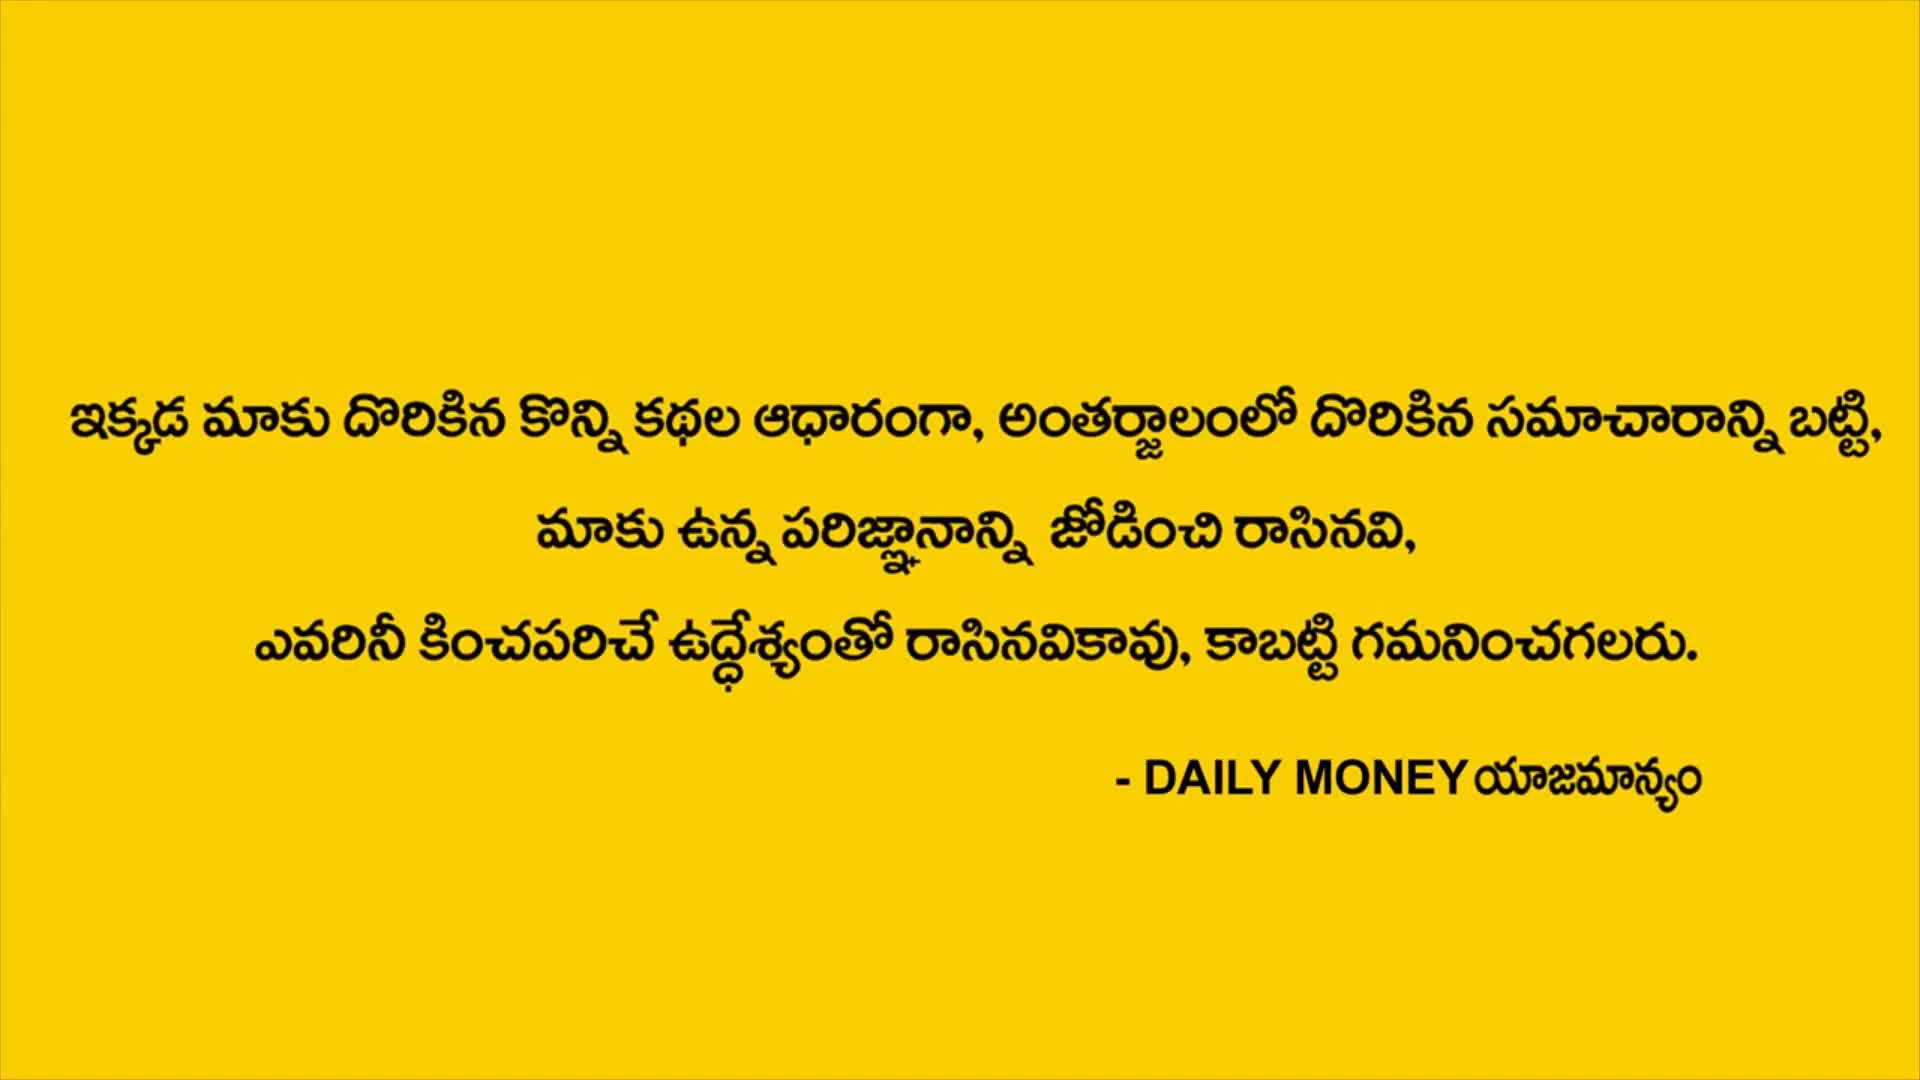 ఇక్కడ మాకు దొరికిన కొన్ని కథల ఆధారంగా, అంతర్జాలంలో దొరికిన సమాచారాన్ని బట్టి,
మాకు ఉన్న పరిజ్ఞానాన్ని జోడించి రాసినవి,
ఎవరినీ కించపరిచే ఉద్ధేశ్యంతో రాసినవికావు, కాబట్టి గమనించగలరు.
- DAILY MONEY యాజమాన్యం